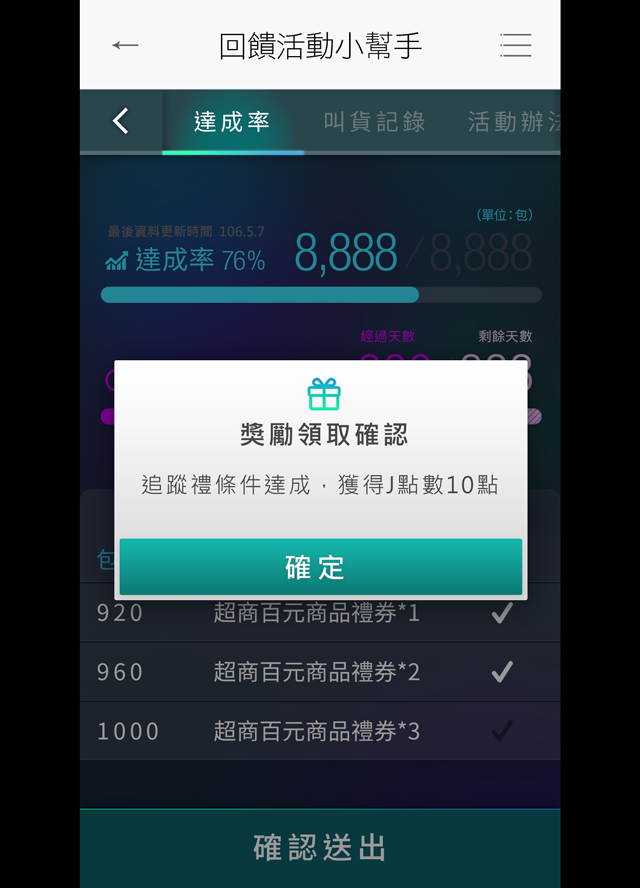 回饋活動小幫手
達成率 叫貨記錄 活動辦法
(單位:包)
最後資料更新時間 106.5.7
達成率 76% 8,888/8,888
經過天數 剩餘天數
獎勵領取確認
追蹤禮條件達成,獲得J點數10點
確定
包
920 超商百元商品禮券*1
960 超商百元商品禮券*2
1000 超商百元商品禮券*3
確認送出